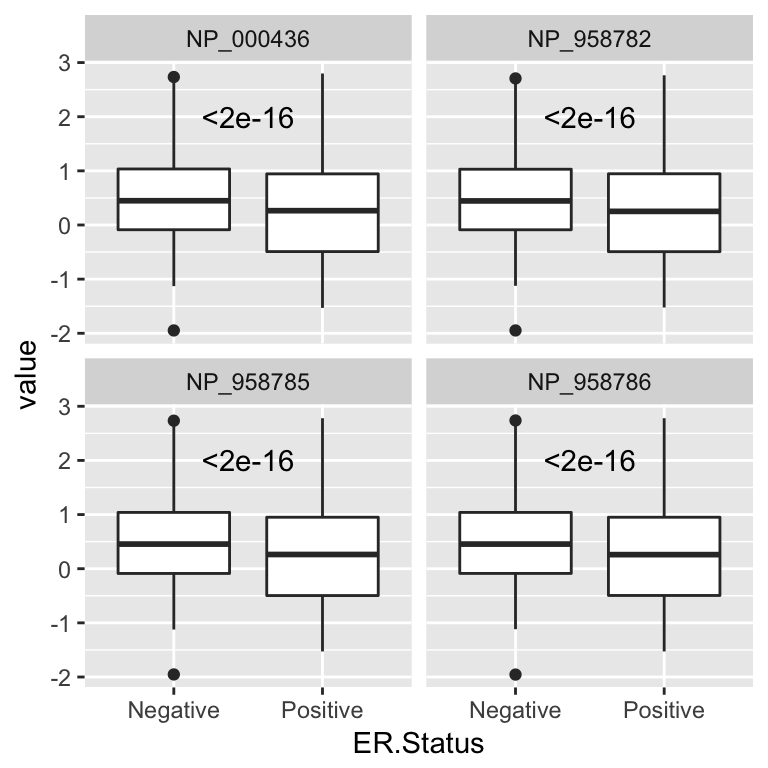 NP_000436 NP_958782
3
<2e-16 <2e-16
2
1
0
-1
-2
value
NP_958785 NP_958786
3
<2e-16 <2e-16
2
1
0
-1
-2
Negative Positive Negative Positive
ER.Status